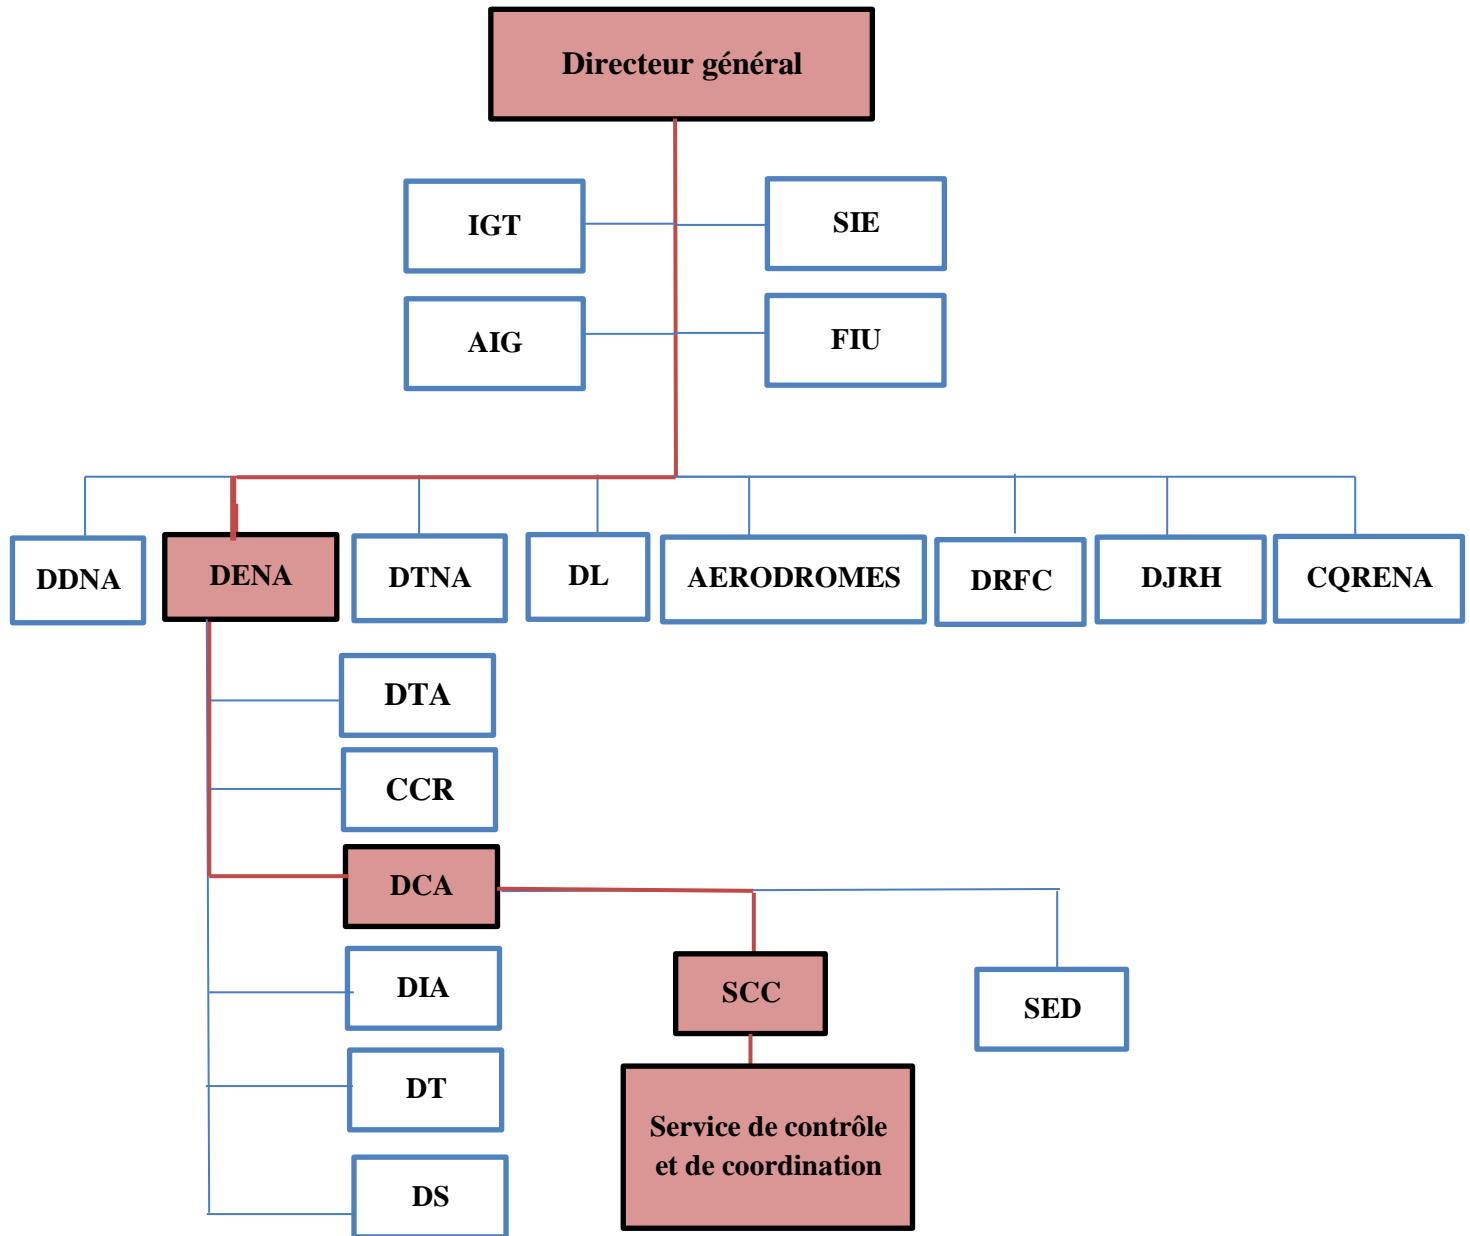 Directeur général
IGT
SIE
AIG
FIU
DDNA
DENA
DTNA
DL
AERODROMES
DRFC
DJRH
CQRENA
DTA
CCR
DCA
DIA
SCC
SED
DT
Service de contrôle
et de coordination
DS